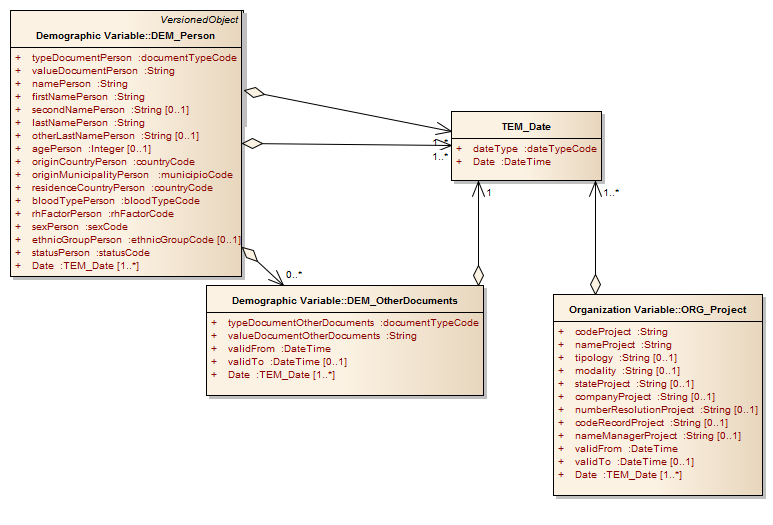 VersionedObject
Demographic Variable::DEM_Person
+ typeDocumentPerson :documentTypeCode
+ valueDocumentPerson :String
+ namePerson :String
+ firstNamePerson :String
+ secondNamePerson :String [0..1]
+ lastNamePerson :String
+ otherLastNamePerson :String [0..1]
+ agePerson :Integer [0..1]
+ originCountryPerson :countryCode
+ originMunicipalityPerson :municipioCode
+ residenceCountryPerson :countryCode
+ bloodTypePerson :bloodTypeCode
+ rhFactorPerson :rhFactorCode
+ sexPerson :sexCode
+ ethnicGroupPerson :ethnicGroupCode [0..1]
+ statusPerson :statusCode
+ Date :TEM_Date [1..*]
TEM_Date
+ dateType :dateTypeCode
+ Date :DateTime
1..*
1..*
1
1..*
0..*
Demographic Variable::DEM_OtherDocuments
+ typeDocumentOtherDocuments :documentTypeCode
+ valueDocumentOtherDocuments :String
+ validFrom :DateTime
+ validTo :DateTime [0..1]
+ Date :TEM_Date [1..*]
Organization Variable::ORG_Project
+ codeProject :String
+ nameProject :String
+ tipology :String [0..1]
+ modality :String [0..1]
+ stateProject :String [0..1]
+ companyProject :String [0..1]
+ numberResolutionProject :String [0..1]
+ codeRecordProject :String [0..1]
+ nameManagerProject :String [0..1]
+ validFrom :DateTime
+ validTo :DateTime [0..1]
+ Date :TEM_Date [1..*]